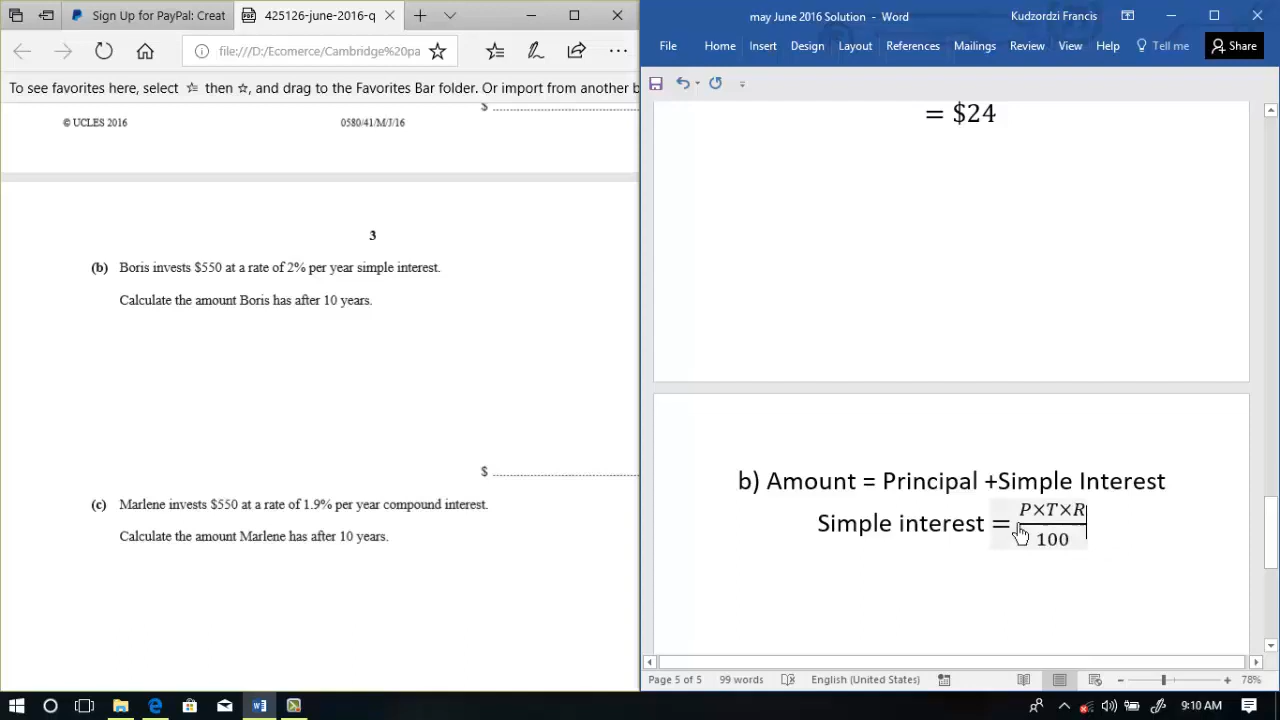 Sign Up for PayPal: Creat
425126-june-2016-q
may June 2016 Solution - Word
Kudzordzi Francis
File Home Insert Design Layout References Mailings Review View Help Tell me Share
file:///D:/Ecomerce/Cambridge%20pa
To see favorites here, select ☆ then ☆, and drag to the Favorites Bar folder. Or import from another b
$ ........................................
© UCLES 2016 0580/41/M/J/16
3
(b) Boris invests $550 at a rate of 2% per year simple interest.
Calculate the amount Boris has after 10 years.
$ ........................................
(c) Marlene invests $550 at a rate of 1.9% per year compound interest.
Calculate the amount Marlene has after 10 years.
= $24
b) Amount = Principal +Simple Interest
Simple interest = P×T×R
100
Page 5 of 5 99 words English (United States) 78%
9:10 AM